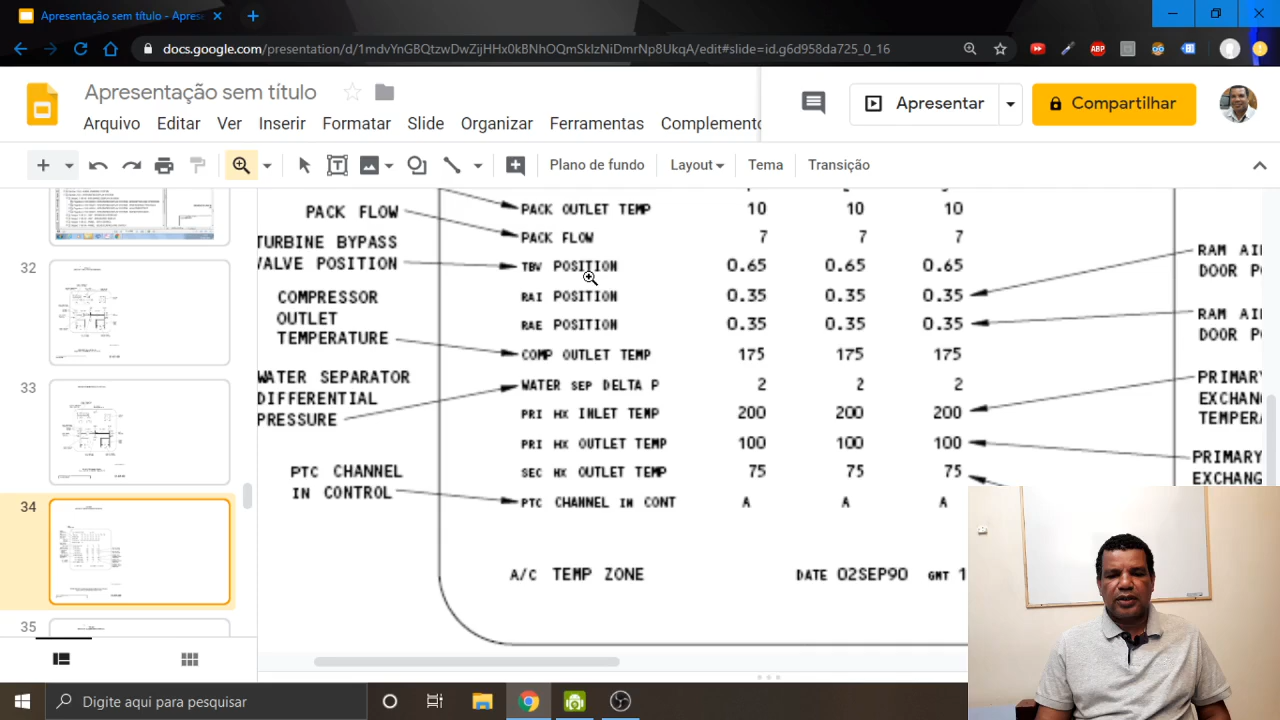 Apresentação sem título - Aprese
docs.google.com/presentation/d/1mdvYnGBQtzwDwZijHHx0kBNhOQmSkIzNiDmrNp8UkqA/edit#slide=id.g6d958da725_0_16
ABP
Apresentação sem título
Apresentar
Compartilhar
Arquivo Editar Ver Inserir Formatar Slide Organizar Ferramentas Complemento
Plano de fundo Layout Tema Transição
32
33
34
35
PACK FLOW
TURBINE BYPASS
VALVE POSITION
COMPRESSOR
OUTLET
TEMPERATURE
WATER SEPARATOR
DIFFERENTIAL
PRESSURE
PTC CHANNEL
IN CONTROL
PACK OUTLET TEMP 10 10 10
PACK FLOW 7 7 7
TBV POSITION 0.65 0.65 0.65
RAI POSITION 0.35 0.35 0.35
RAE POSITION 0.35 0.35 0.35
COMP OUTLET TEMP 175 175 175
WATER SEP DELTA P 2 2 2
PRI HX INLET TEMP 200 200 200
PRI HX OUTLET TEMP 100 100 100
SEC HX OUTLET TEMP 75 75 75
PTC CHANNEL IN CONT A A A
A/C TEMP ZONE DATE 02SEP90 GMT 1
RAM AI
DOOR P
RAM AI
DOOR P
PRIMARY
EXCHAN
TEMPER
PRIMARY
EXCHANG
Digite aqui para pesquisar